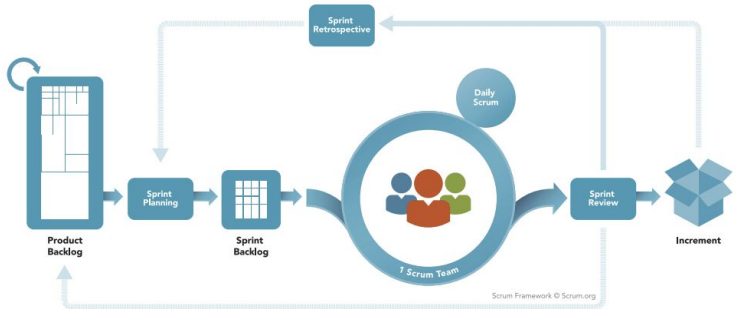 Sprint
Retrospective
Daily
Scrum
Sprint
Planning
Sprint
Review
Product
Backlog
Sprint
Backlog
1 Scrum Team
Increment
Scrum Framework © Scrum.org